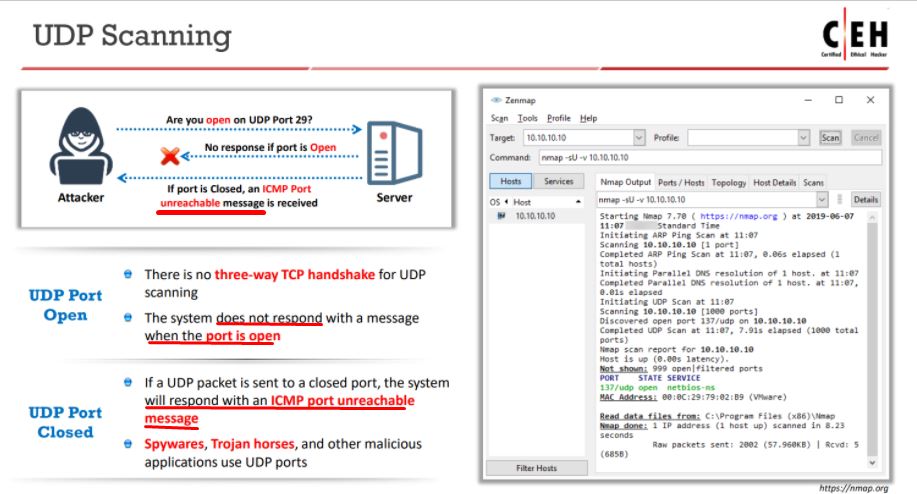 UDP Scanning
C|EH
Certified Ethical Hacker
Are you open on UDP Port 29?
No response if port is Open
If port is Closed, an ICMP Port
unreachable message is received
Attacker
Server
UDP Port
Open
There is no three-way TCP handshake for UDP
scanning
The system does not respond with a message
when the port is open
UDP Port
Closed
If a UDP packet is sent to a closed port, the system
will respond with an ICMP port unreachable
message
Spywares, Trojan horses, and other malicious
applications use UDP ports
Zenmap
Scan Tools Profile Help
Target: 10.10.10.10 Profile: Scan Cancel
Command: nmap -sU -v 10.10.10.10
Hosts Services Nmap Output Ports / Hosts Topology Host Details Scans
OS Host
10.10.10.10
nmap -sU -v 10.10.10.10 Details
Starting Nmap 7.70 ( https://nmap.org ) at 2019-06-07
11:07 Standard Time
Initiating ARP Ping Scan at 11:07
Scanning 10.10.10.10 [1 port]
Completed ARP Ping Scan at 11:07, 0.06s elapsed (1
total hosts)
Initiating Parallel DNS resolution of 1 host. at 11:07
Completed Parallel DNS resolution of 1 host. at 11:07,
0.01s elapsed
Initiating UDP Scan at 11:07
Scanning 10.10.10.10 [1000 ports]
Discovered open port 137/udp on 10.10.10.10
Completed UDP Scan at 11:07, 7.91s elapsed (1000 total
ports)
Nmap scan report for 10.10.10.10
Host is up (0.00s latency).
Not shown: 999 open|filtered ports
PORT STATE SERVICE
137/udp open netbios-ns
MAC Address: 00:0C:29:79:02:B9 (VMware)
Read data files from: C:\Program Files (x86)\Nmap
Nmap done: 1 IP address (1 host up) scanned in 8.23
seconds
Raw packets sent: 2002 (57.960KB) | Rcvd: 5
(685B)
Filter Hosts
https://nmap.org